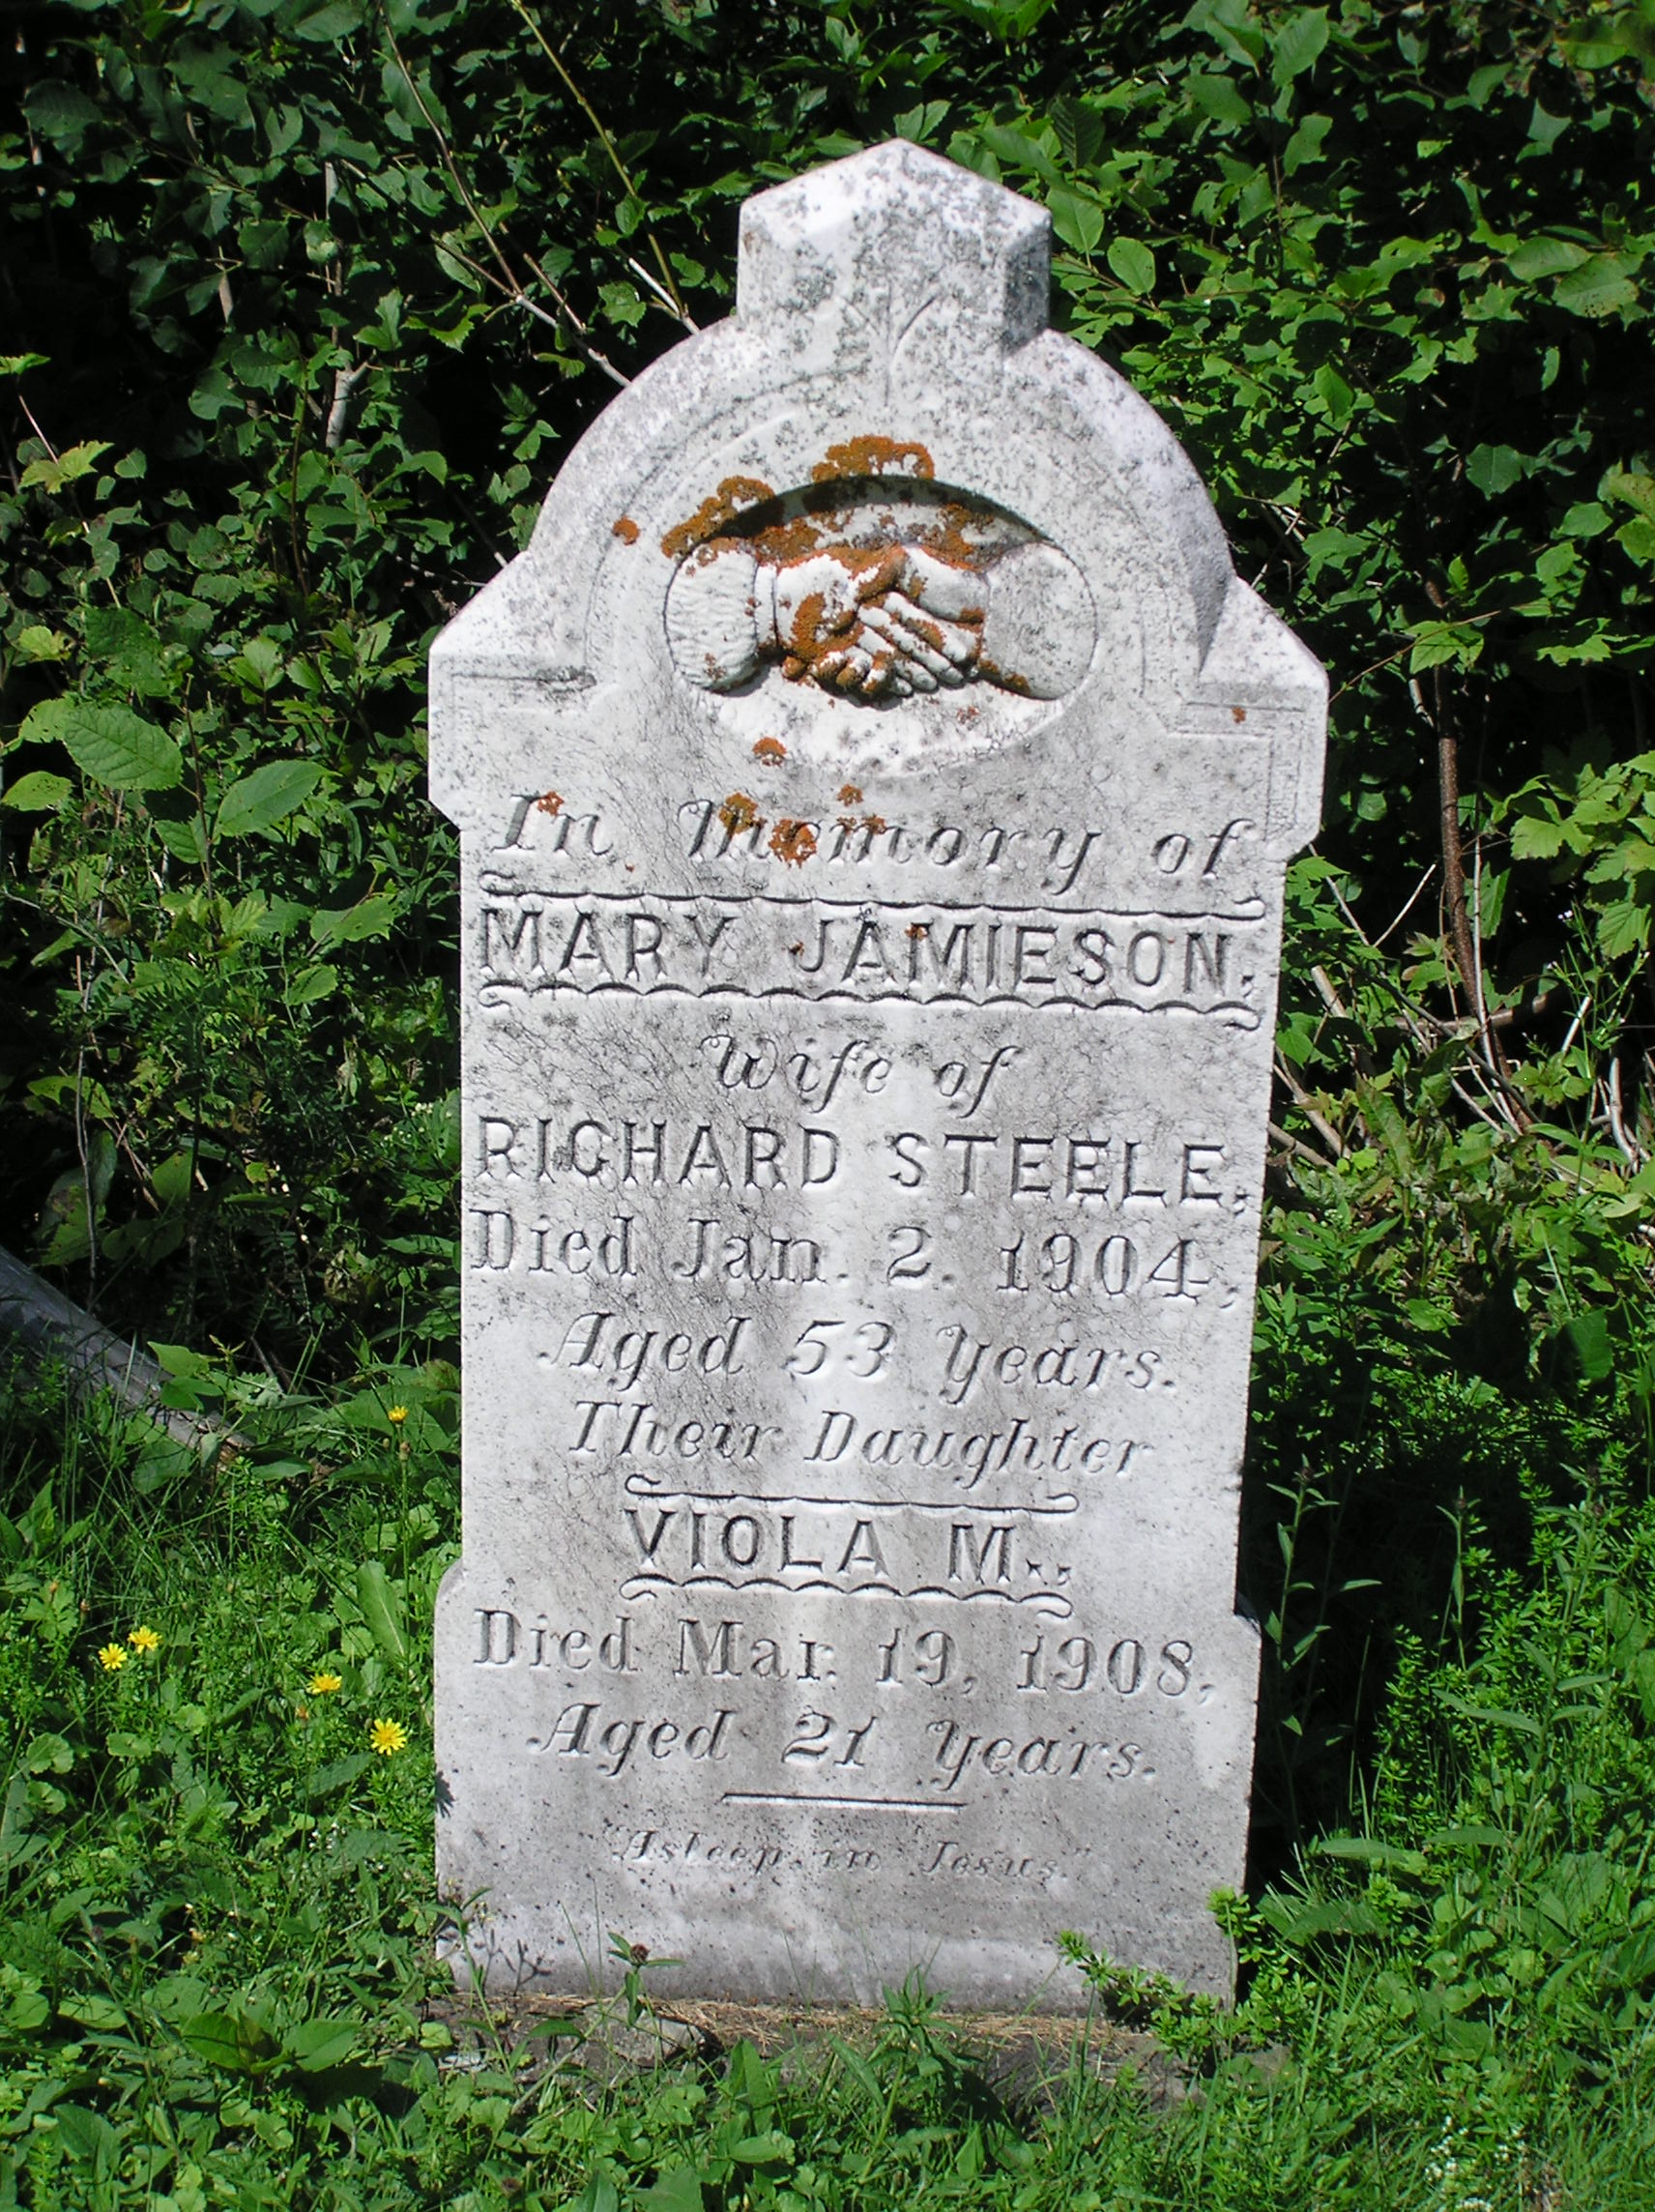 In Memory of
MARY JAMIESON,
Wife of
RICHARD STEELE,
Died Jan. 2. 1904,
Aged 53 Years.
Their Daughter
VIOLA M.,
Died Mar. 19, 1908,
Aged 21 Years.
"Asleep in Jesus."